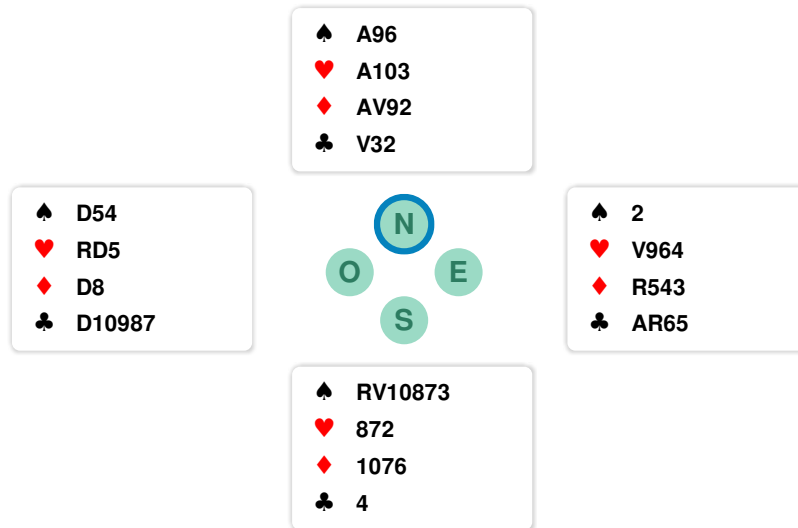 ♠ A96
♥ A103
♦ AV92
♣ V32
♠ D54
♥ RD5
♦ D8
♣ D10987
N
O
E
S
♠ 2
♥ V964
♦ R543
♣ AR65
♠ RV10873
♥ 872
♦ 1076
♣ 4